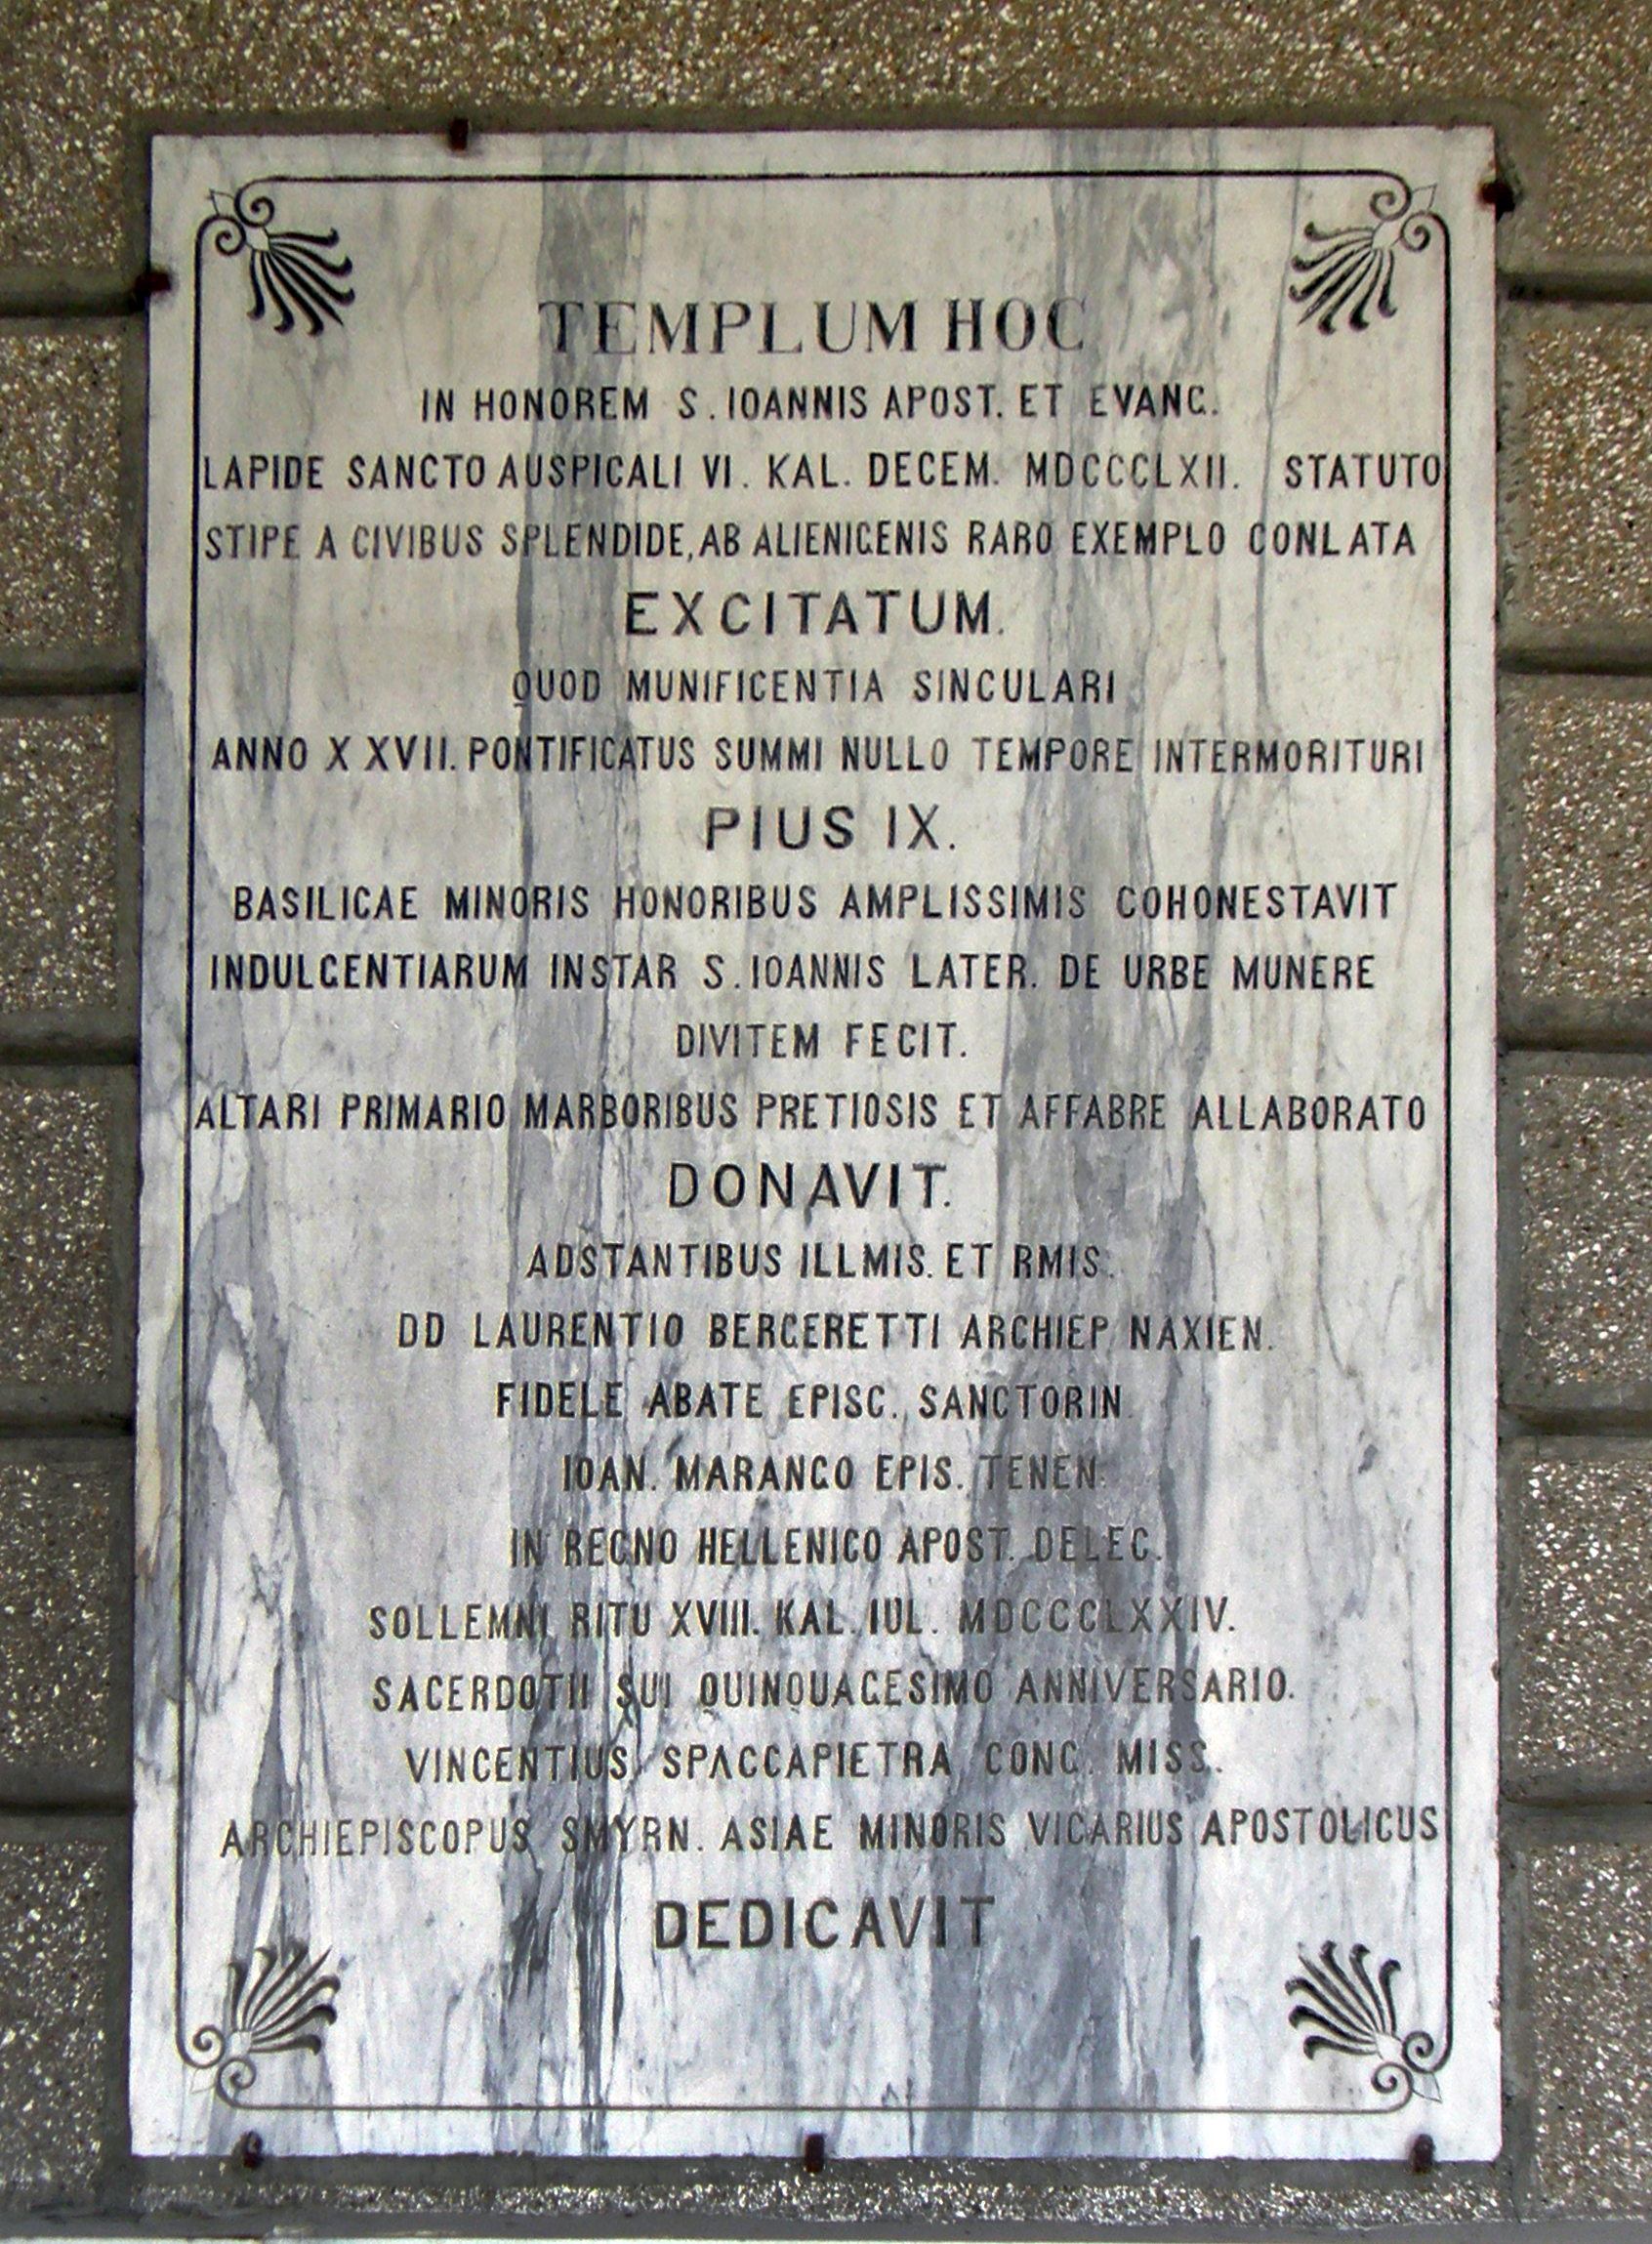 TEMPLUM HOC
IN HONOREM S. IOANNIS APOST. ET EVANG.
LAPIDE SANCTO AUSPICALI VI. KAL. DECEM. MDCCCLXII. STATUTO
STIPE A CIVIBUS SPLENDIDE, AB ALIENIGENIS RARO EXEMPLO CONLATA
EXCITATUM.
QUOD MUNIFICENTIA SINGULARI
ANNO XXVII. PONTIFICATUS SUMMI NULLO TEMPORE INTERMORITURI
PIUS IX.
BASILICAE MINORIS HONORIBUS AMPLISSIMIS COHONESTAVIT
INDULGENTIARUM INSTAR S. IOANNIS LATER. DE URBE MUNERE
DIVITEM FECIT.
ALTARI PRIMARIO MARBORIBUS PRETIOSIS ET AFFABRE ALLABORATO
DONAVIT.
ADSTANTIBUS ILLMIS. ET RMIS.
DD LAURENTIO BERGERETTI ARCHIEP. NAXIEN.
FIDELE ABATE EPISC. SANCTORIN.
IOAN. MARANGO EPIS. TENEN.
IN REGNO HELLENICO APOST. DELEG.
SOLLEMNI RITU XVIII. KAL. IUL. MDCCCLXXIV.
SACERDOTII SUI QUINQUAGESIMO ANNIVERSARIO.
VINCENTIUS SPACCAPIETRA CONG. MISS.
ARCHIEPISCOPUS SMYRN. ASIAE MINORIS VICARIUS APOSTOLICUS
DEDICAVIT